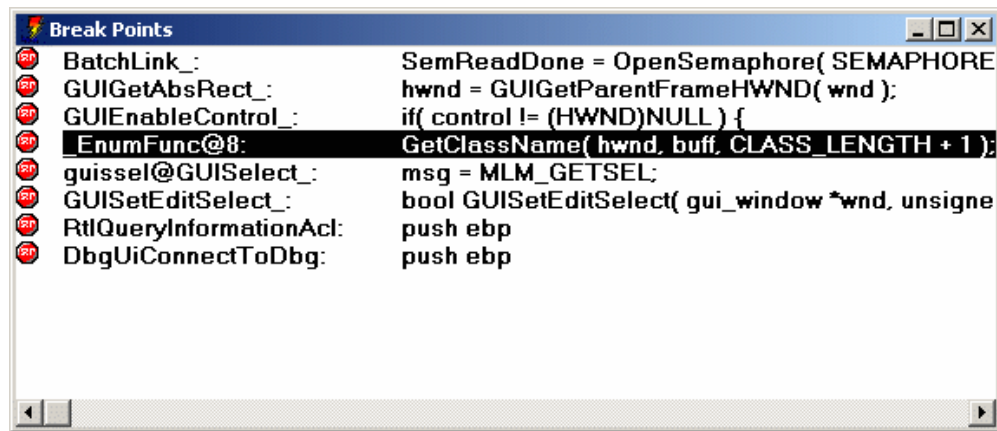 Break Points
BatchLink_: SemReadDone = OpenSemaphore( SEMAPHORE
GUIGetAbsRect_: hwnd = GUIGetParentFrameHWND( wnd );
GUIEnableControl_: if( control != (HWND)NULL ) {
_EnumFunc@8: GetClassName( hwnd, buff, CLASS_LENGTH + 1 );
guissel@GUISelect_: msg = MLM_GETSEL;
GUISetEditSelect_: bool GUISetEditSelect( gui_window *wnd, unsigne
RtlQueryInformationAcl: push ebp
DbgUiConnectToDbg: push ebp